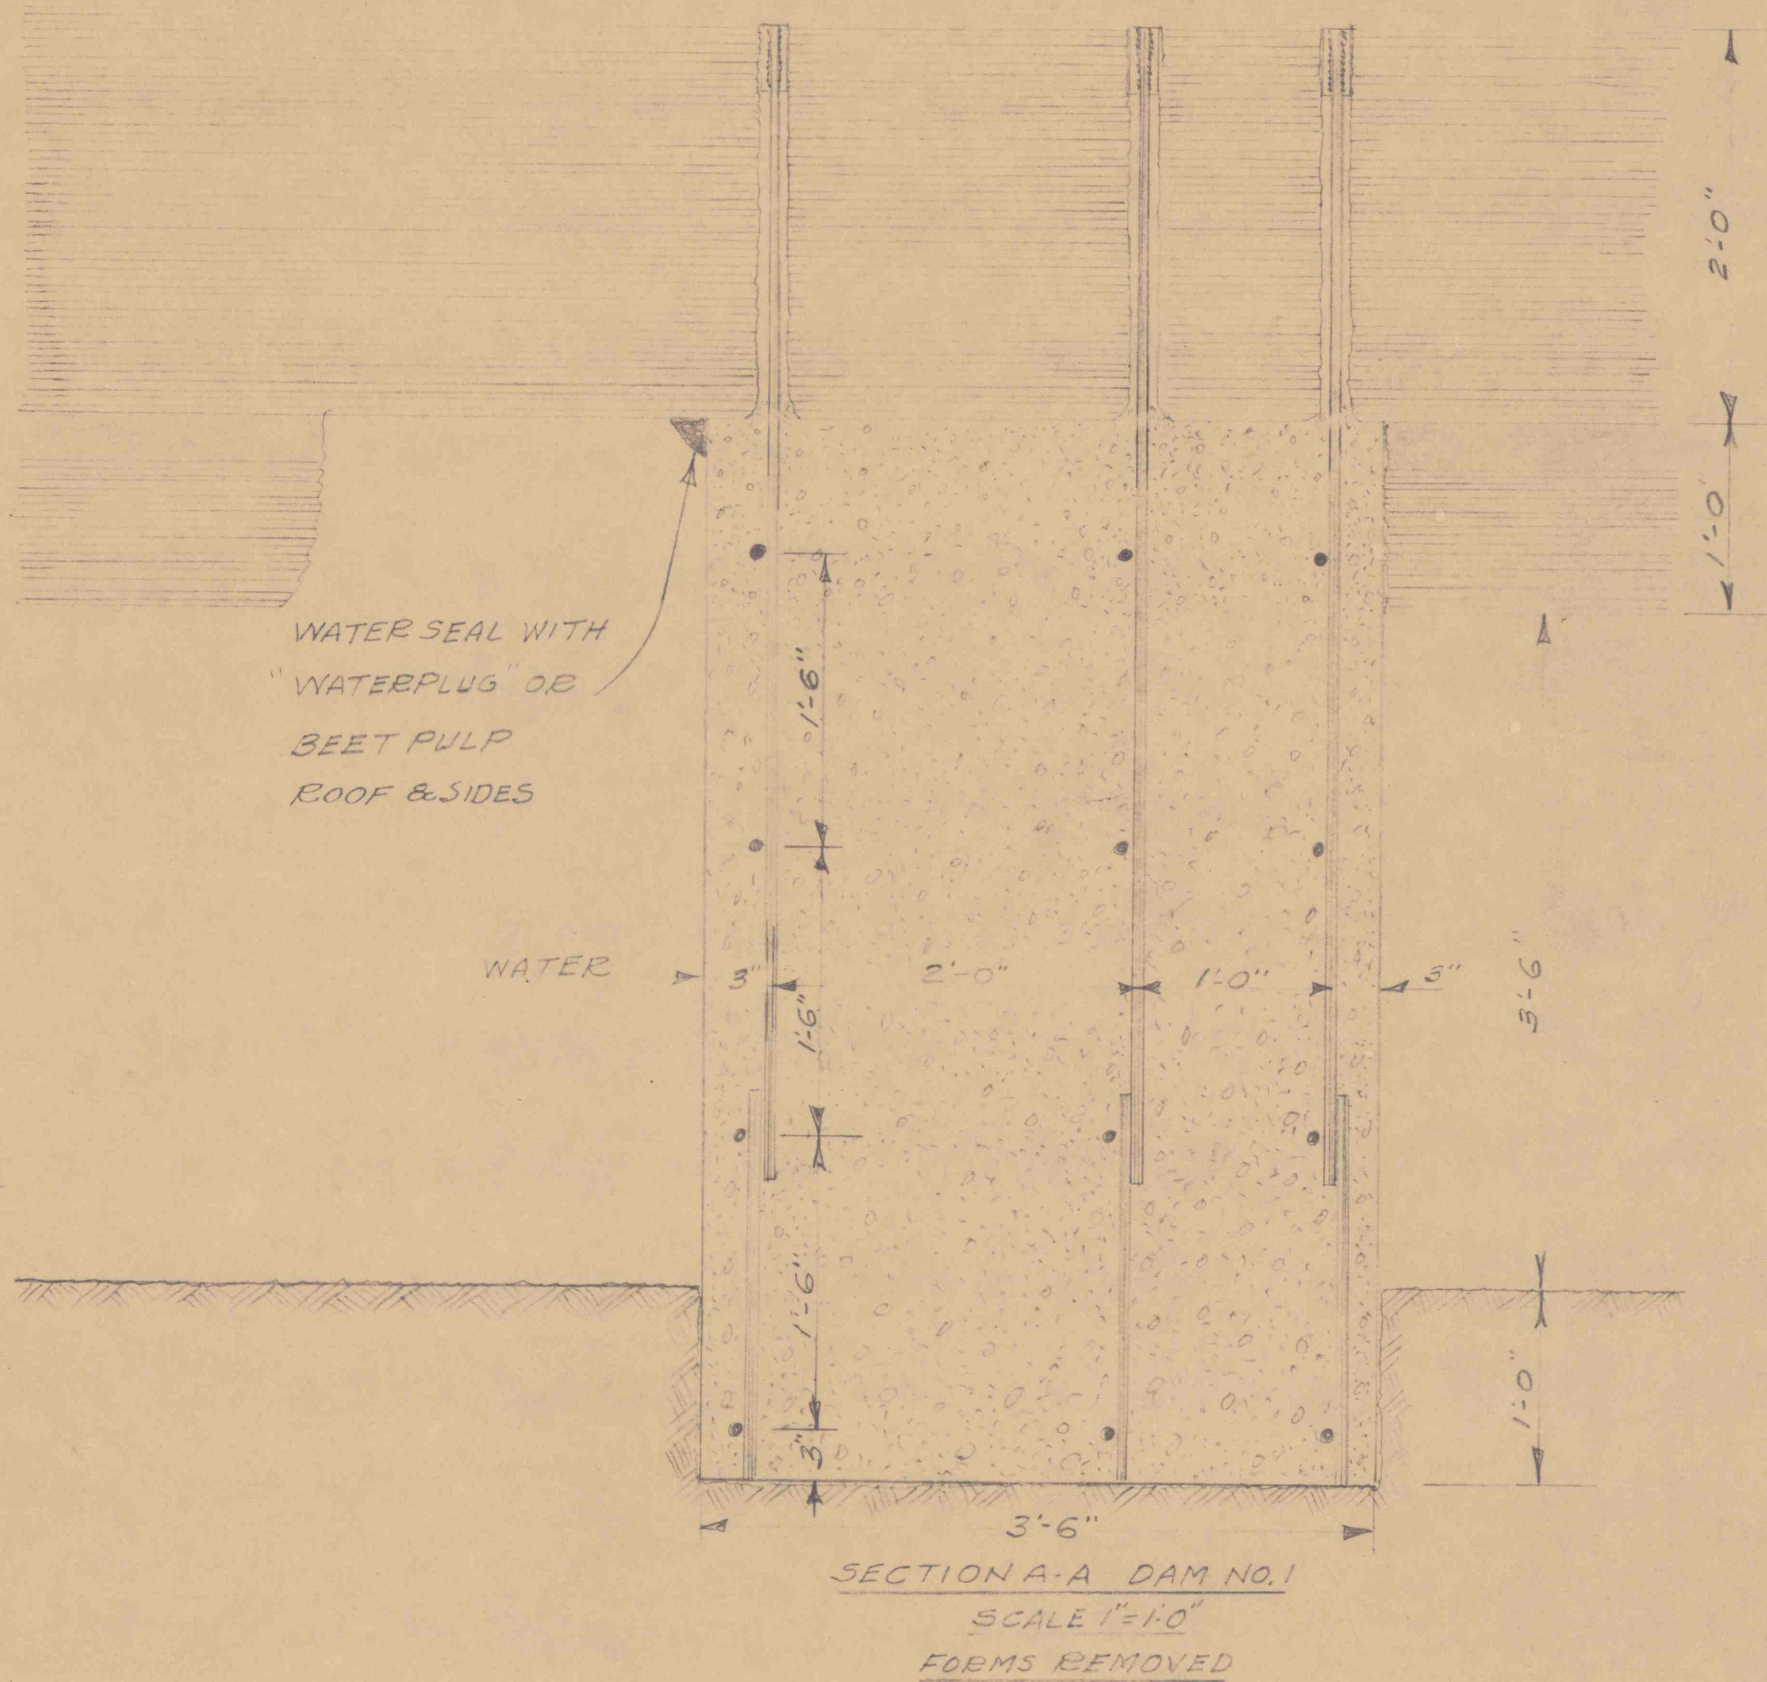 2'-0"
1'-0"
WATER SEAL WITH
"WATERPLUG" OR
BEET PULP
ROOF & SIDES
1'-6"
WATER
3"
2'-0"
1'-0"
3"
1'-6"
3'-6"
1'-6"
1'-0"
3"
3'-6"
SECTION A-A DAM NO.1
SCALE 1"=1'-0"
FORMS REMOVED